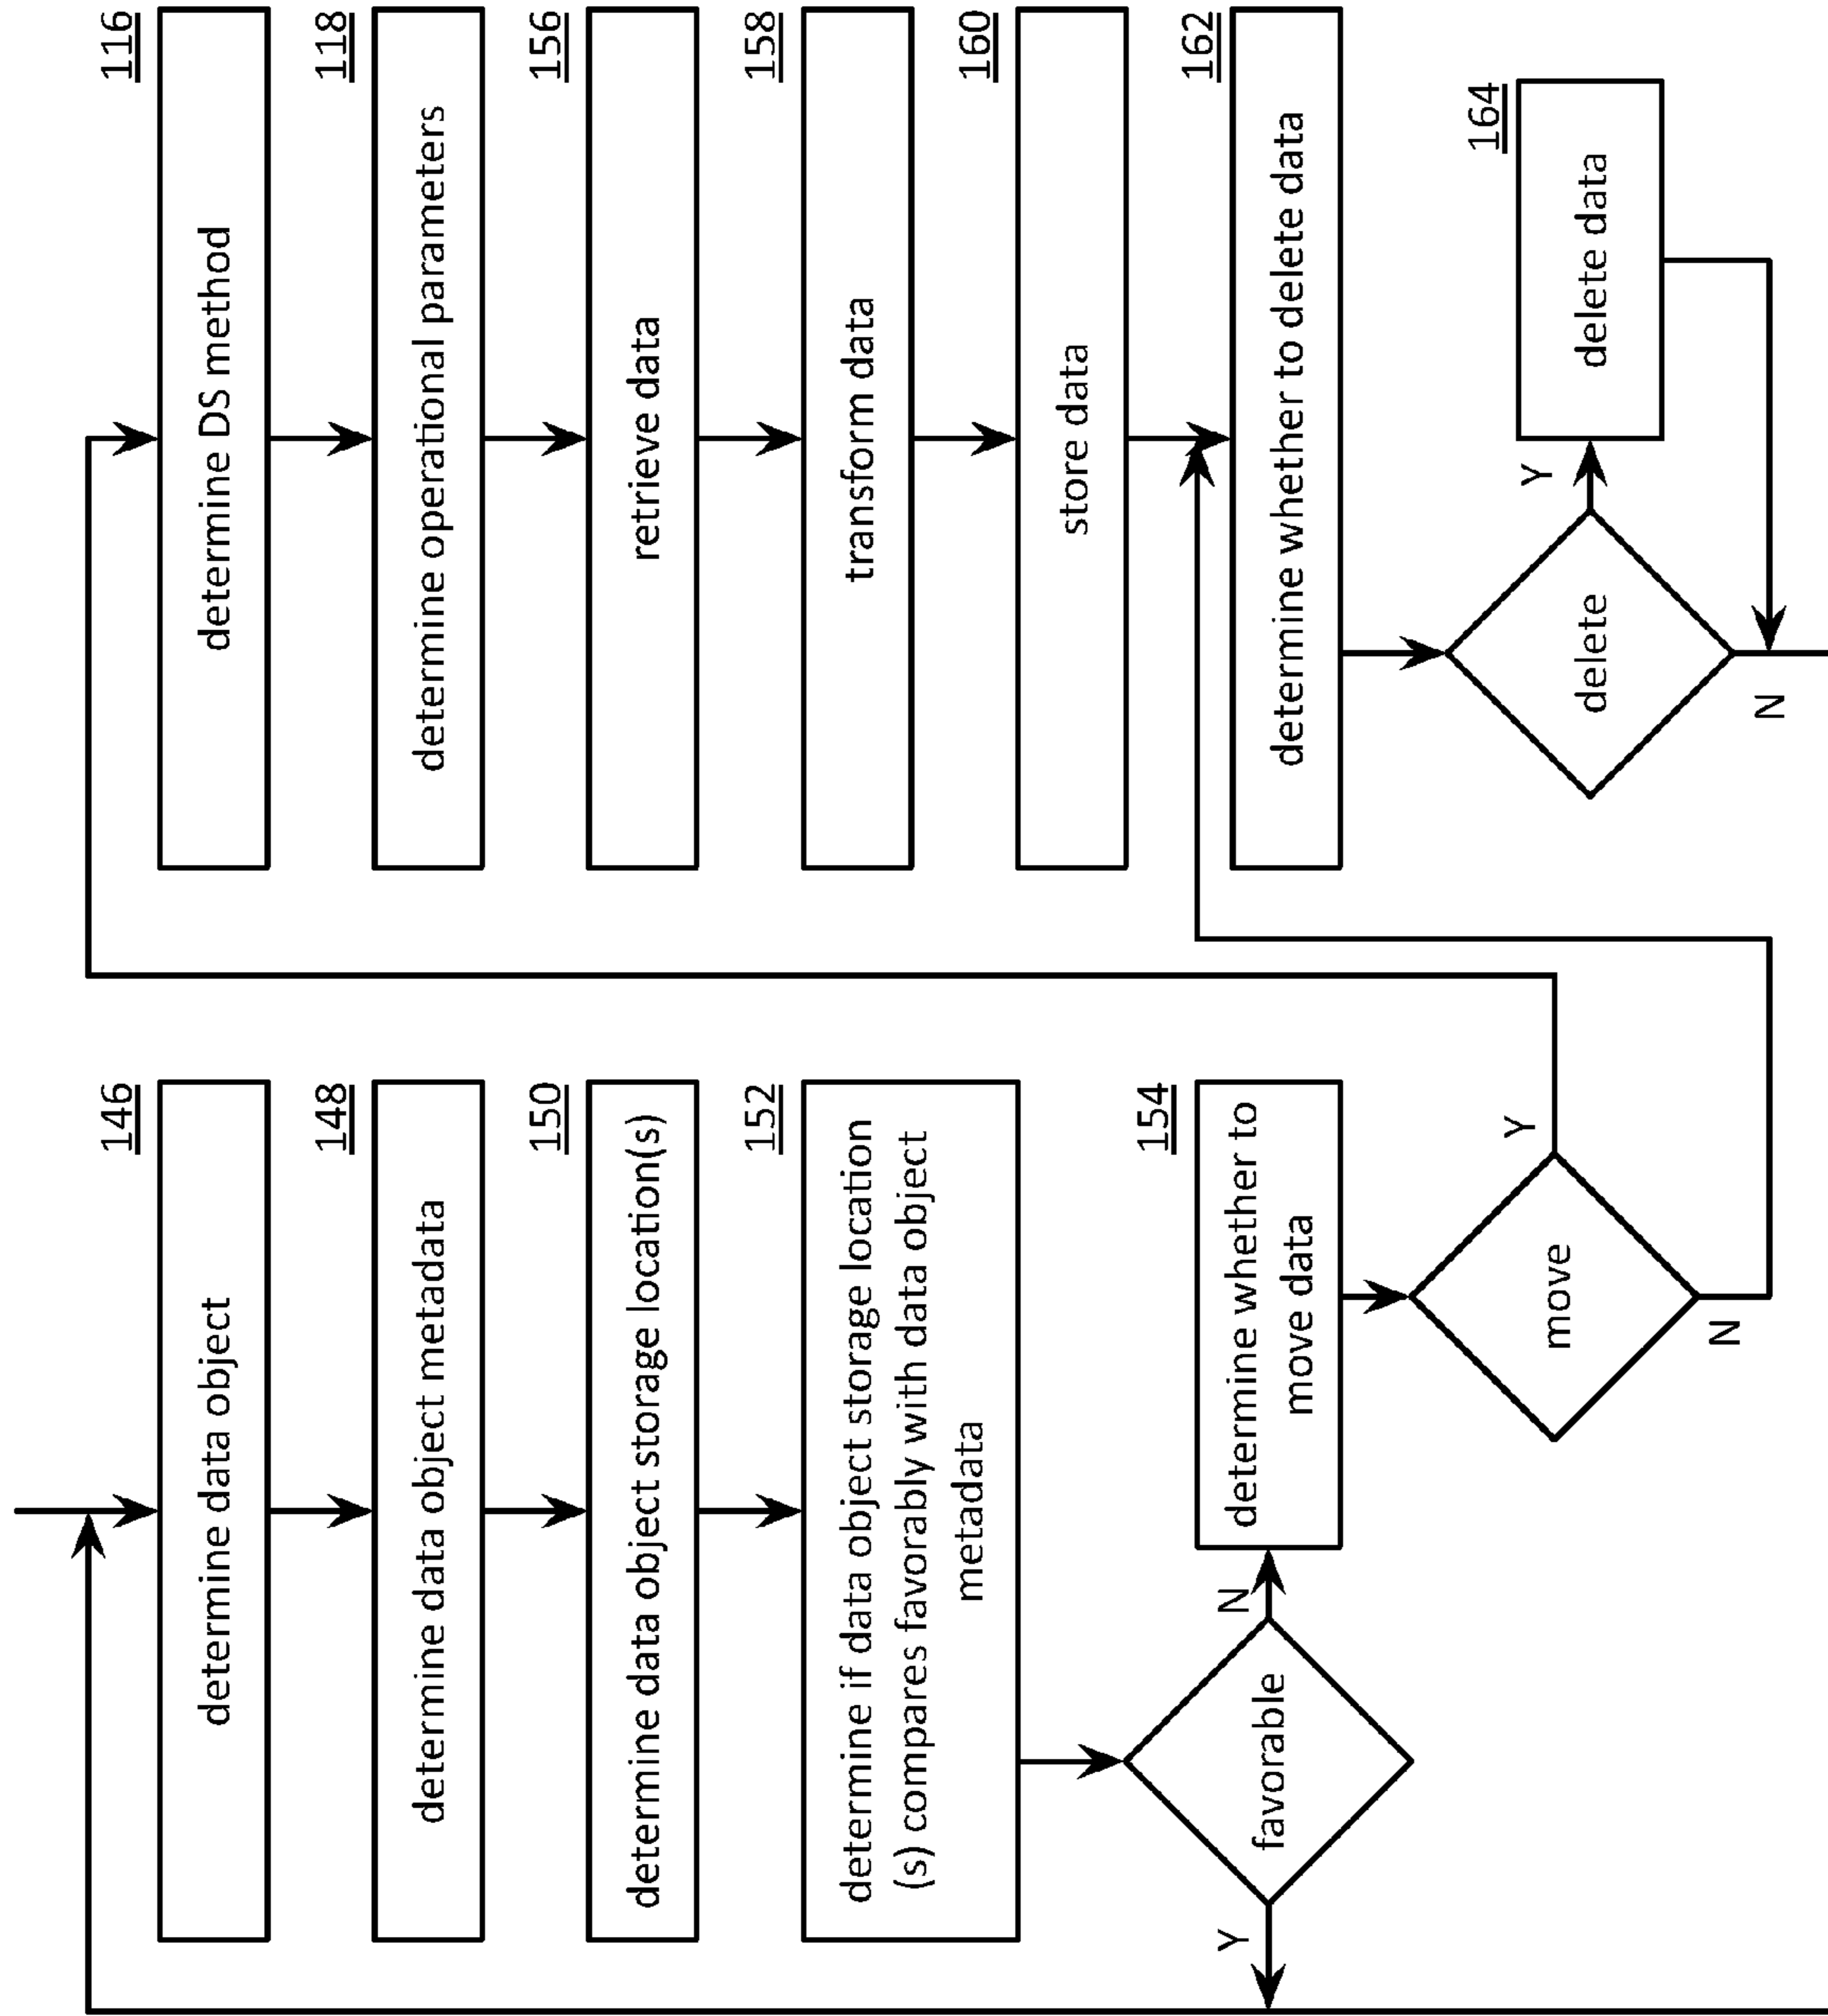 146
determine data object
148
determine data object metadata
150
determine data object storage location(s)
152
determine if data object storage location
(s) compares favorably with data object
metadata
favorable
Y
N
154
determine whether to
move data
move
Y
N
116
determine DS method
118
determine operational parameters
156
retrieve data
158
transform data
160
store data
162
determine whether to delete data
delete
Y
N
164
delete data